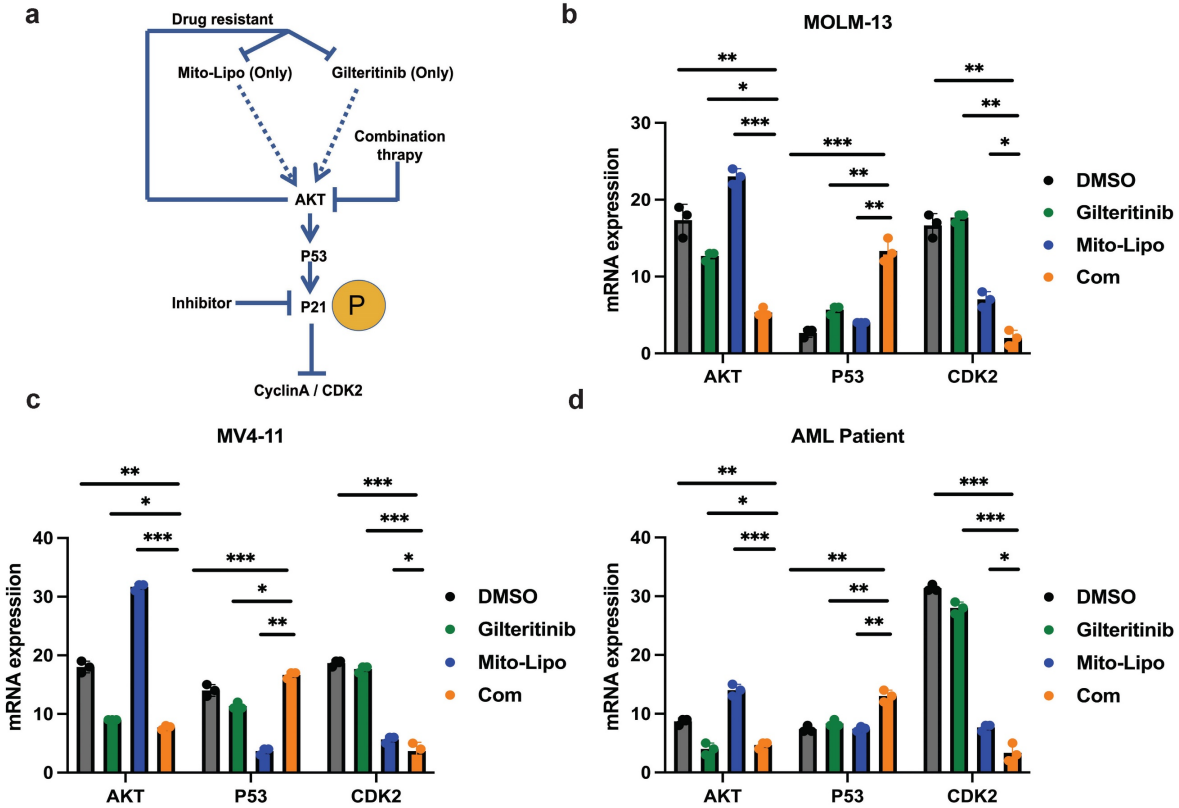 a
Drug resistant
Mito-Lipo (Only)
Gilteritinib (Only)
Combination
thrapy
AKT
P53
Inhibitor
P21
P
CyclinA / CDK2
b
MOLM-13
mRNA expressiion
30
20
10
0
**
*
***
***
**
**
**
**
*
AKT
P53
CDK2
DMSO
Gilteritinib
Mito-Lipo
Com
c
MV4-11
mRNA expressiion
40
30
20
10
0
**
*
***
***
*
**
***
***
*
AKT
P53
CDK2
DMSO
Gilteritinib
Mito-Lipo
Com
d
AML Patient
mRNA expressiion
40
30
20
10
0
**
*
***
**
**
**
***
***
*
AKT
P53
CDK2
DMSO
Gilteritinib
Mito-Lipo
Com